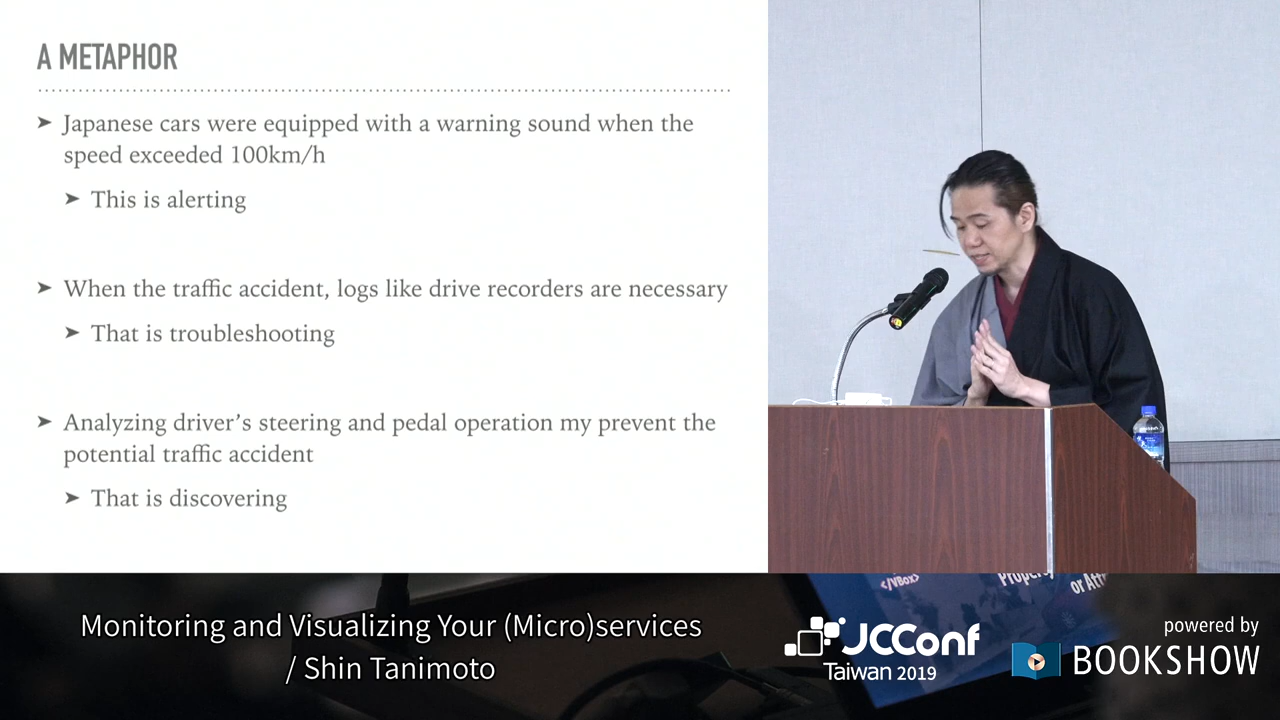 A METAPHOR
➤ Japanese cars were equipped with a warning sound when the
speed exceeded 100km/h
➤ This is alerting
➤ When the traffic accident, logs like drive recorders are necessary
➤ That is troubleshooting
➤ Analyzing driver's steering and pedal operation my prevent the
potential traffic accident
➤ That is discovering
</VBox>
or
Monitoring and Visualizing Your (Micro)services
/ Shin Tanimoto
JCConf
Taiwan 2019
powered by
BOOKSHOW